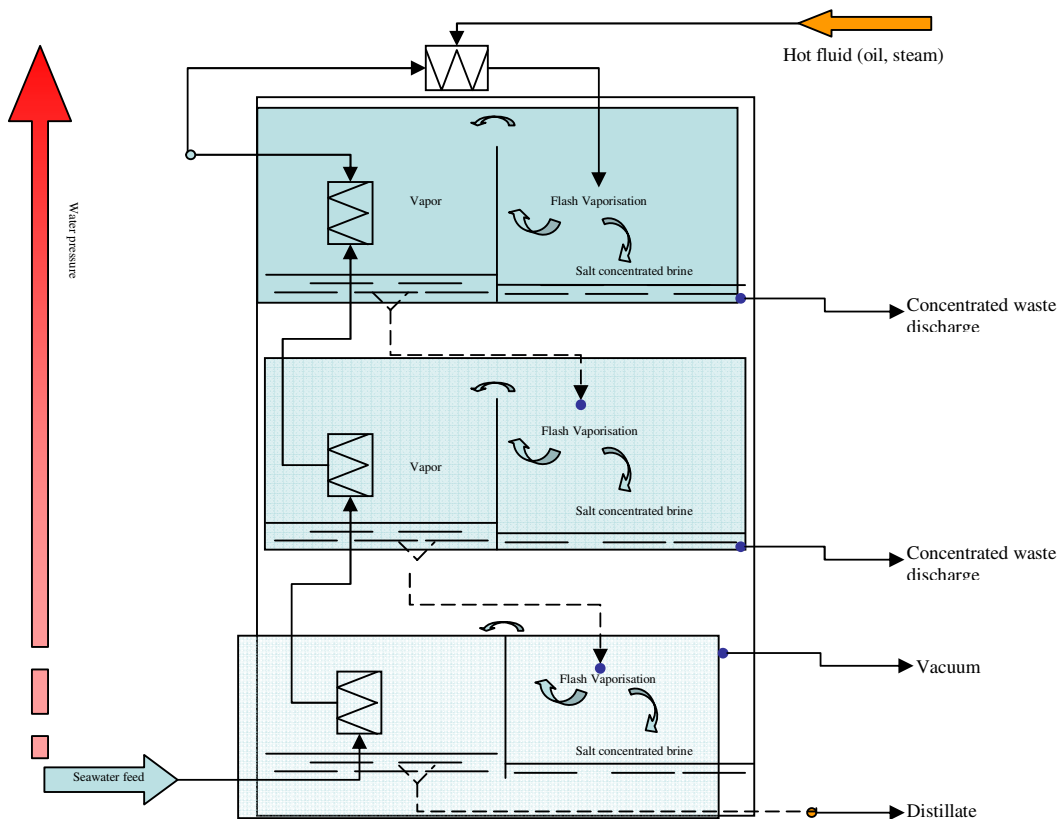 Hot fluid (oil, steam)
Water pressure
Vapor
Flash Vaporisation
Salt concentrated brine
Concentrated waste
discharge
Vapor
Flash Vaporisation
Salt concentrated brine
Concentrated waste
discharge
Flash Vaporisation
Vacuum
Salt concentrated brine
Seawater feed
Distillate